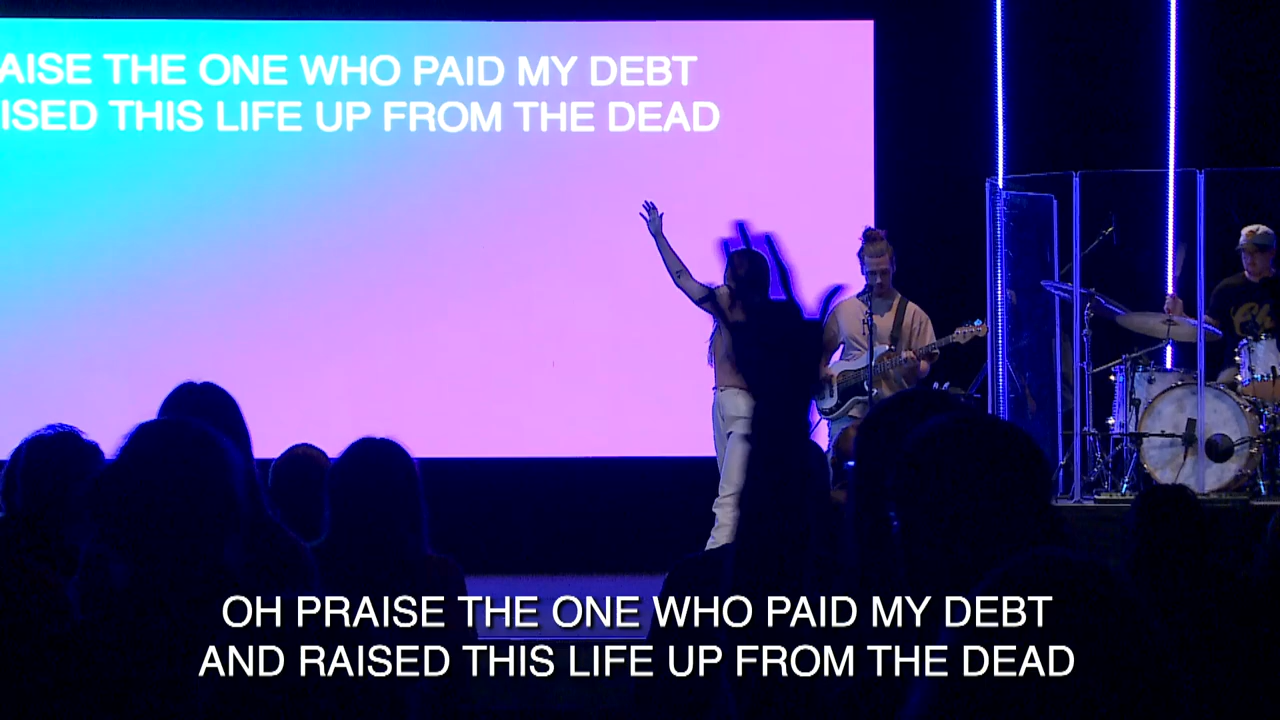 AISE THE ONE WHO PAID MY DEBT
ISED THIS LIFE UP FROM THE DEAD
OH PRAISE THE ONE WHO PAID MY DEBT
AND RAISED THIS LIFE UP FROM THE DEAD